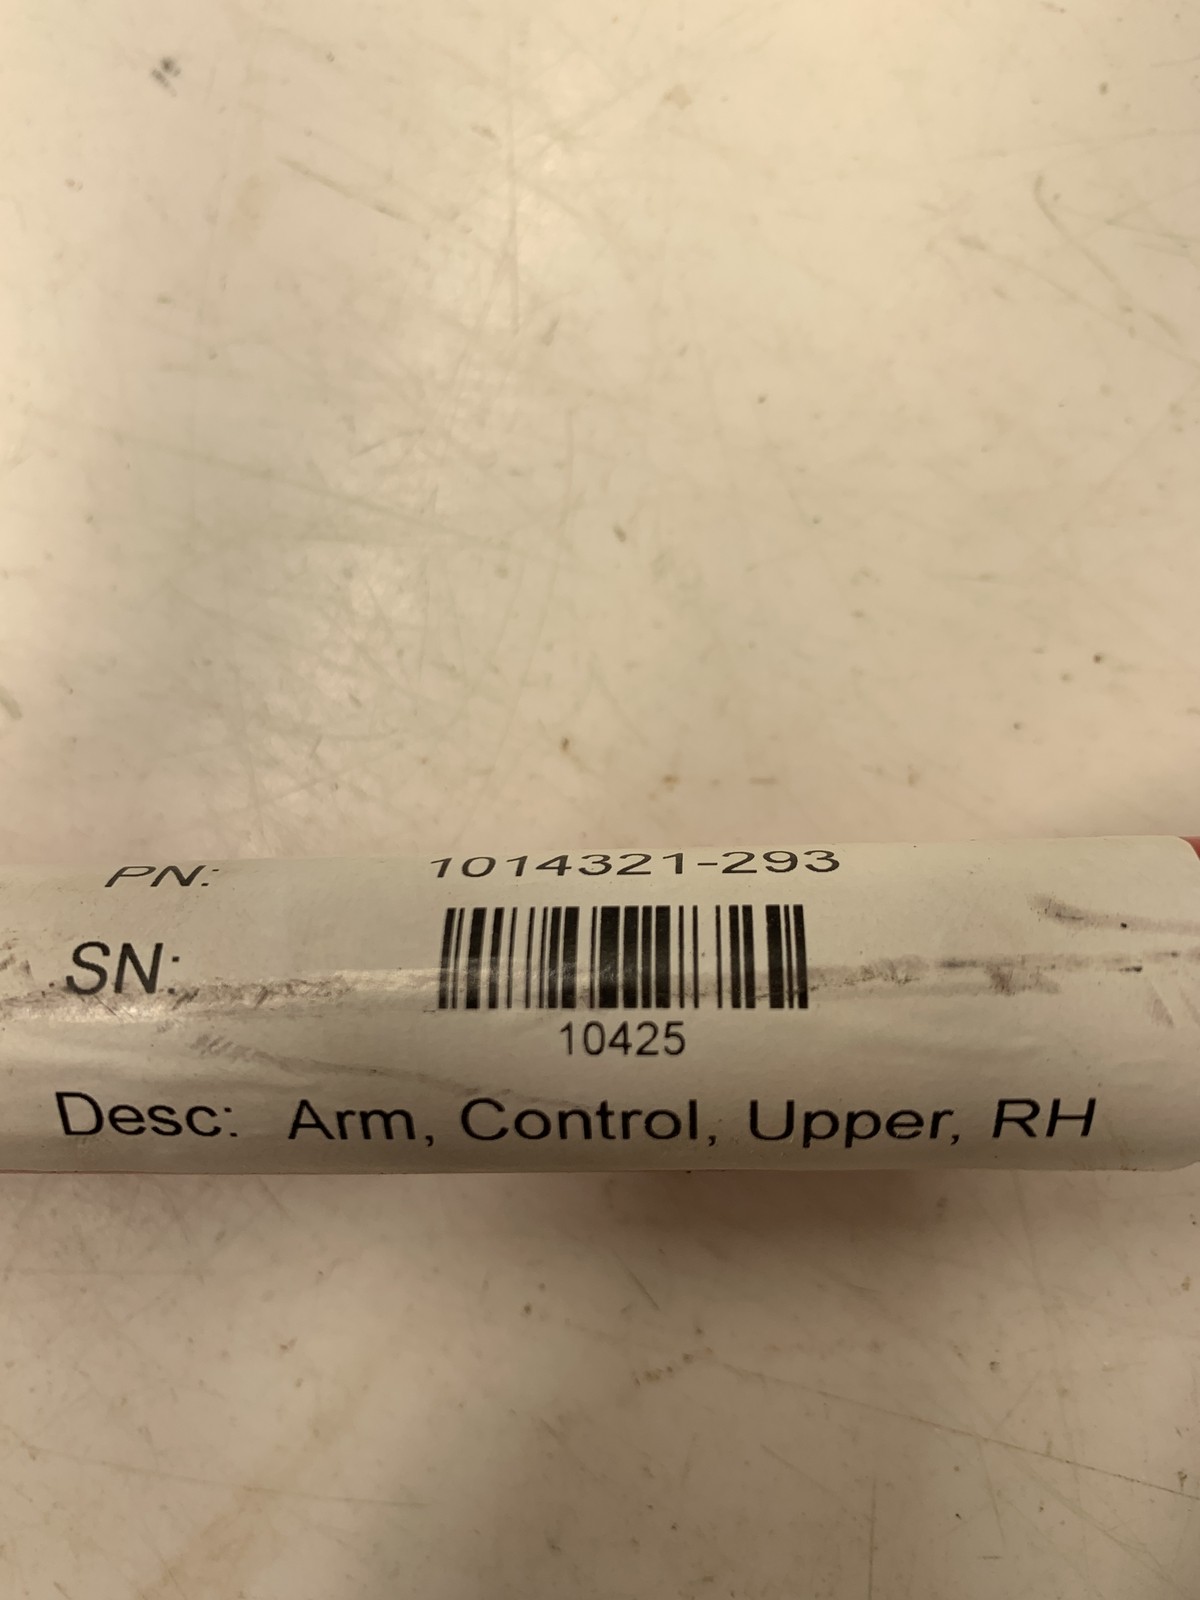 PN: 1014321-293
SN:
10425
Desc: Arm, Control, Upper, RH